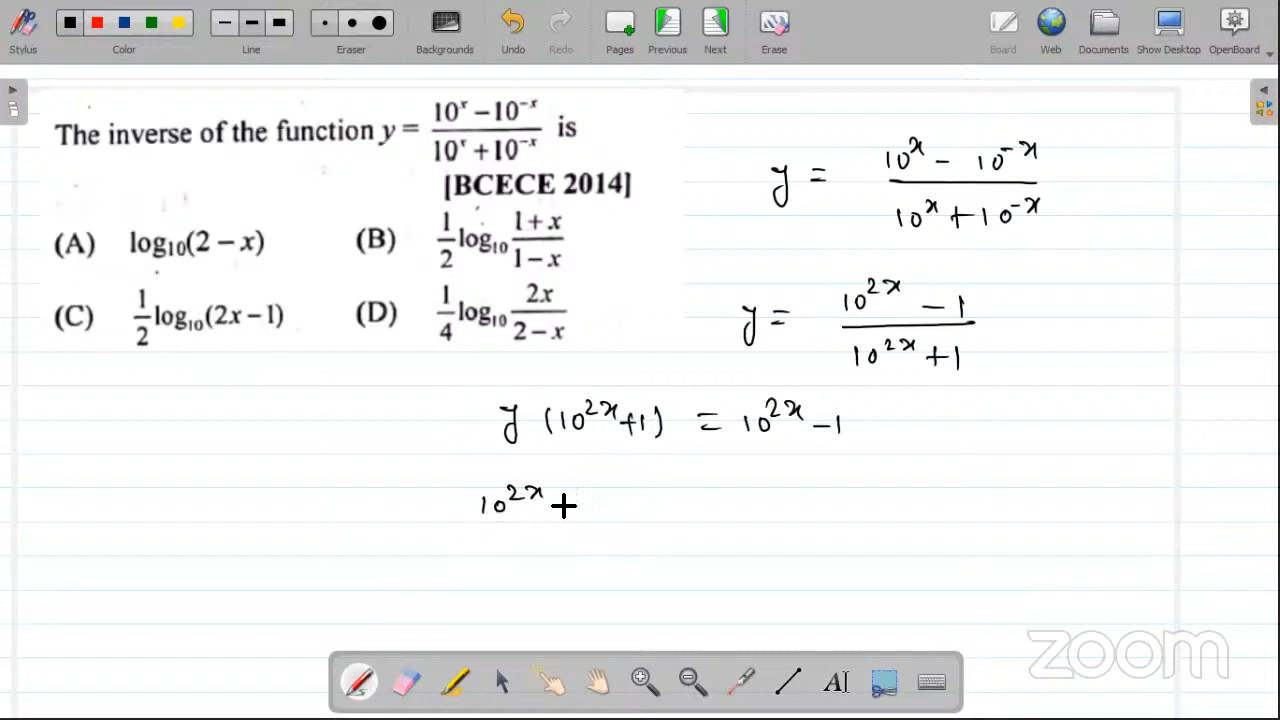 Stylus Color Line Eraser Backgrounds Undo Redo Pages Previous Next Erase Board Web Documents Show Desktop OpenBoard
The inverse of the function y = (10^x − 10^−x)/(10^x + 10^−x) is
[BCECE 2014]
(A) log₁₀(2 − x) (B) 1/2 log₁₀ (1 + x)/(1 − x)
(C) 1/2 log₁₀(2x − 1) (D) 1/4 log₁₀ 2x/(2 − x)
y = (10^x − 10^−x)/(10^x + 10^−x)
y = (10^2x − 1)/(10^2x + 1)
y (10^2x + 1) = 10^2x − 1
10^2x
zoom